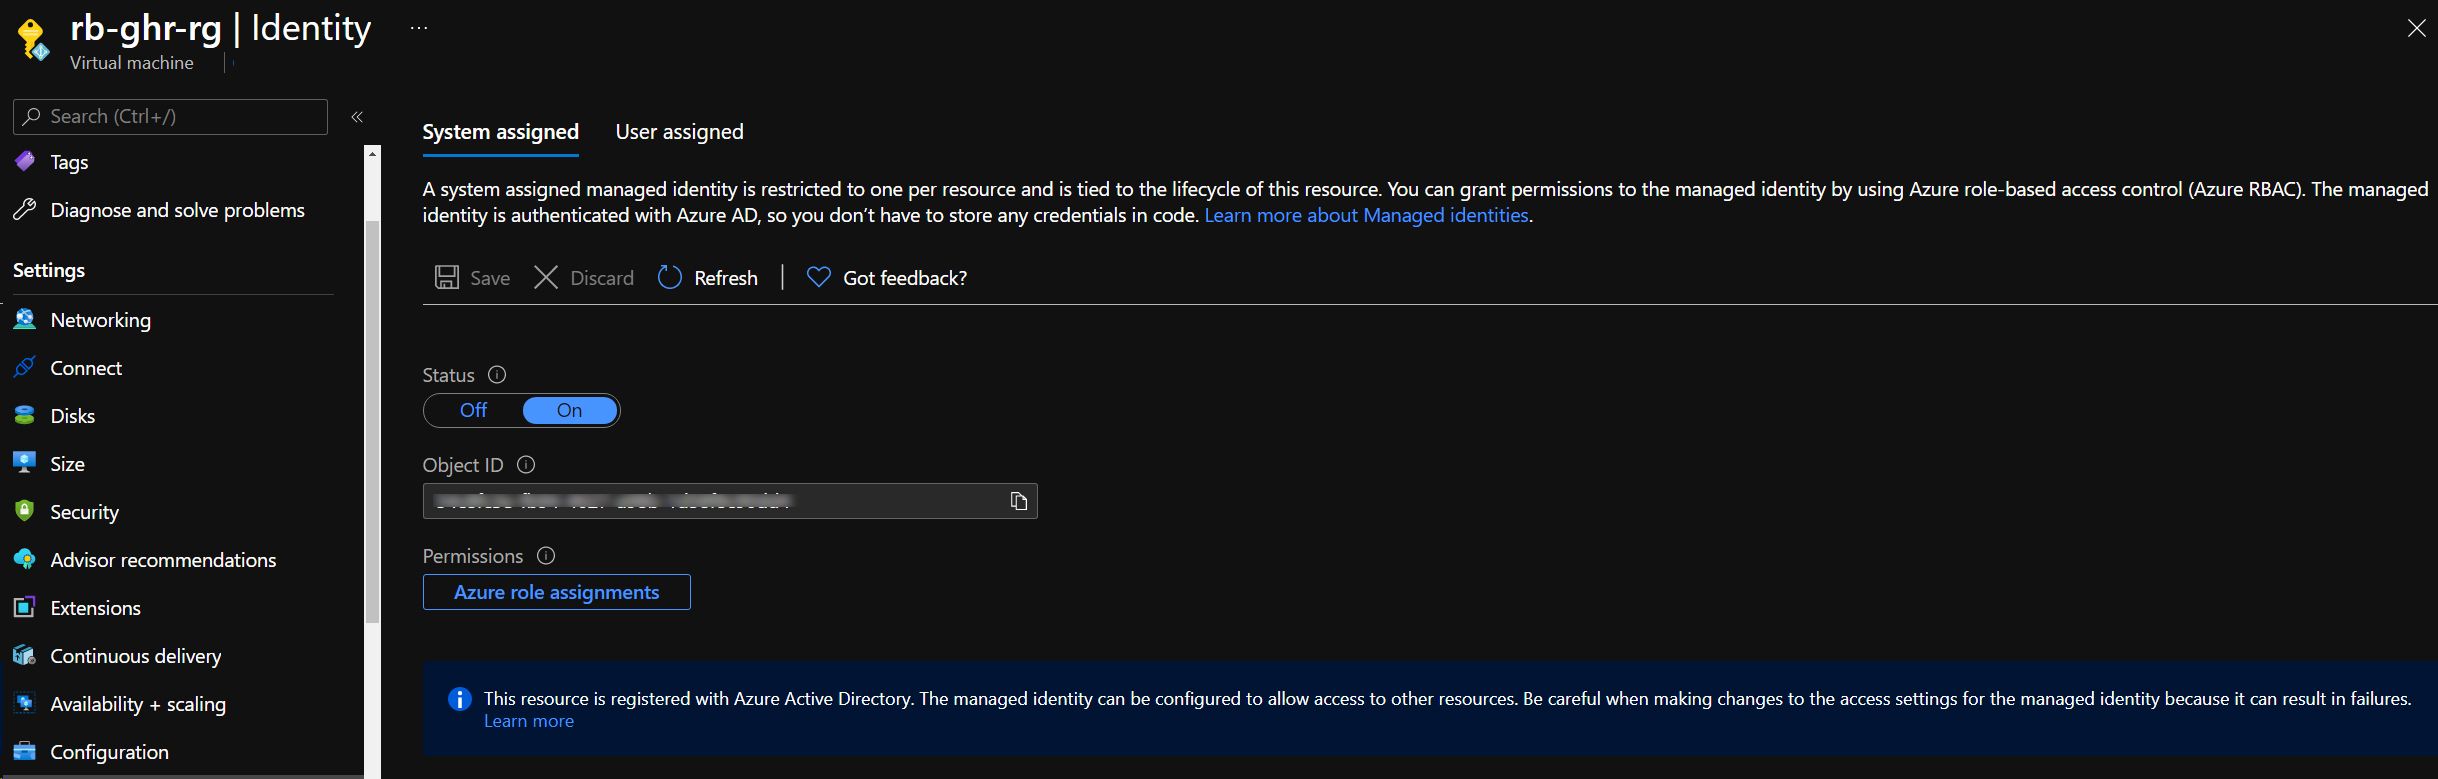 rb-ghr-rg | Identity ...
Virtual machine
Search (Ctrl+/) «
Tags
Diagnose and solve problems
Settings
Networking
Connect
Disks
Size
Security
Advisor recommendations
Extensions
Continuous delivery
Availability + scaling
Configuration
System assigned User assigned
A system assigned managed identity is restricted to one per resource and is tied to the lifecycle of this resource. You can grant permissions to the managed identity by using Azure role-based access control (Azure RBAC). The managed
identity is authenticated with Azure AD, so you don’t have to store any credentials in code. Learn more about Managed identities.
Save Discard Refresh | Got feedback?
Status
Off On
Object ID
Permissions
Azure role assignments
This resource is registered with Azure Active Directory. The managed identity can be configured to allow access to other resources. Be careful when making changes to the access settings for the managed identity because it can result in failures.
Learn more